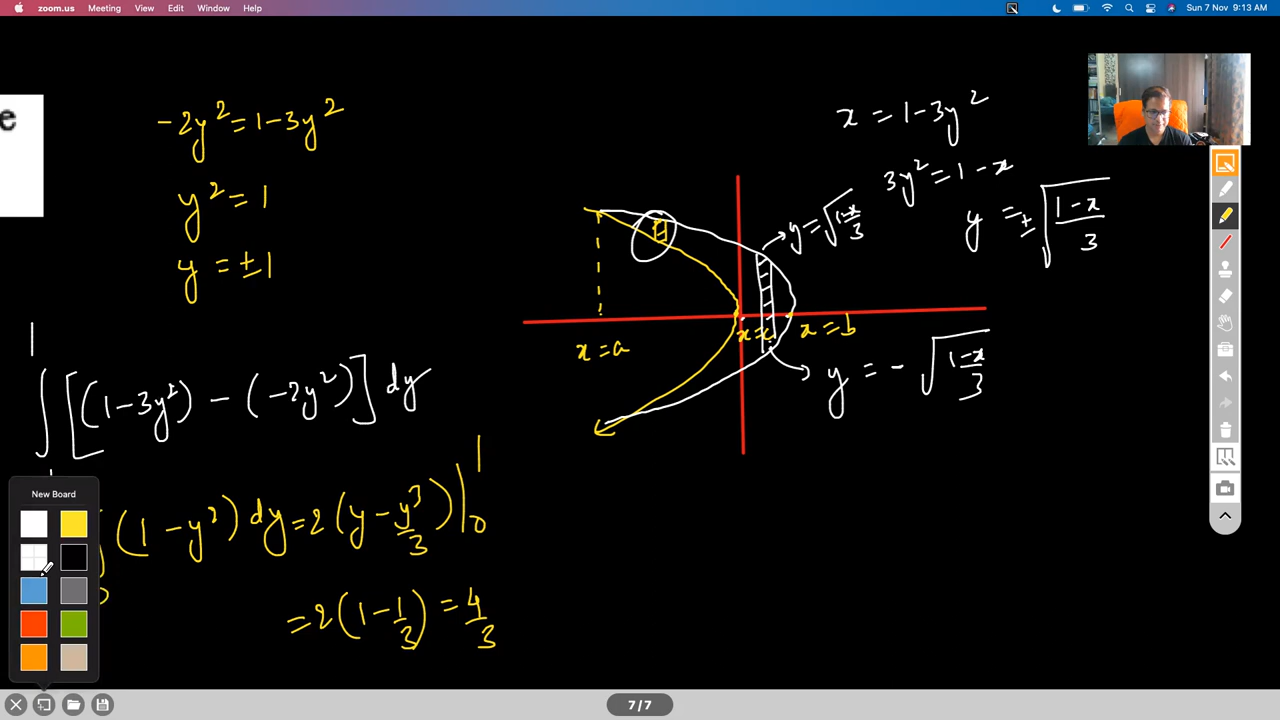 zoom.us Meeting View Edit Window Help Sun 7 Nov 9:13 AM
e
-2y² = 1-3y²
y² = 1
y = ±1
1
∫ [(1-3y²) - (-2y²)] dy
(1-y²) dy = 2(y - y³/3) |₀¹
0
= 2(1 - 1/3) = 4/3
x = 1-3y²
3y² = 1-x
y = ±√((1-x)/3)
y = √((1-x)/3)
x=a
x=b
y = -√((1-x)/3)
New Board
7/7